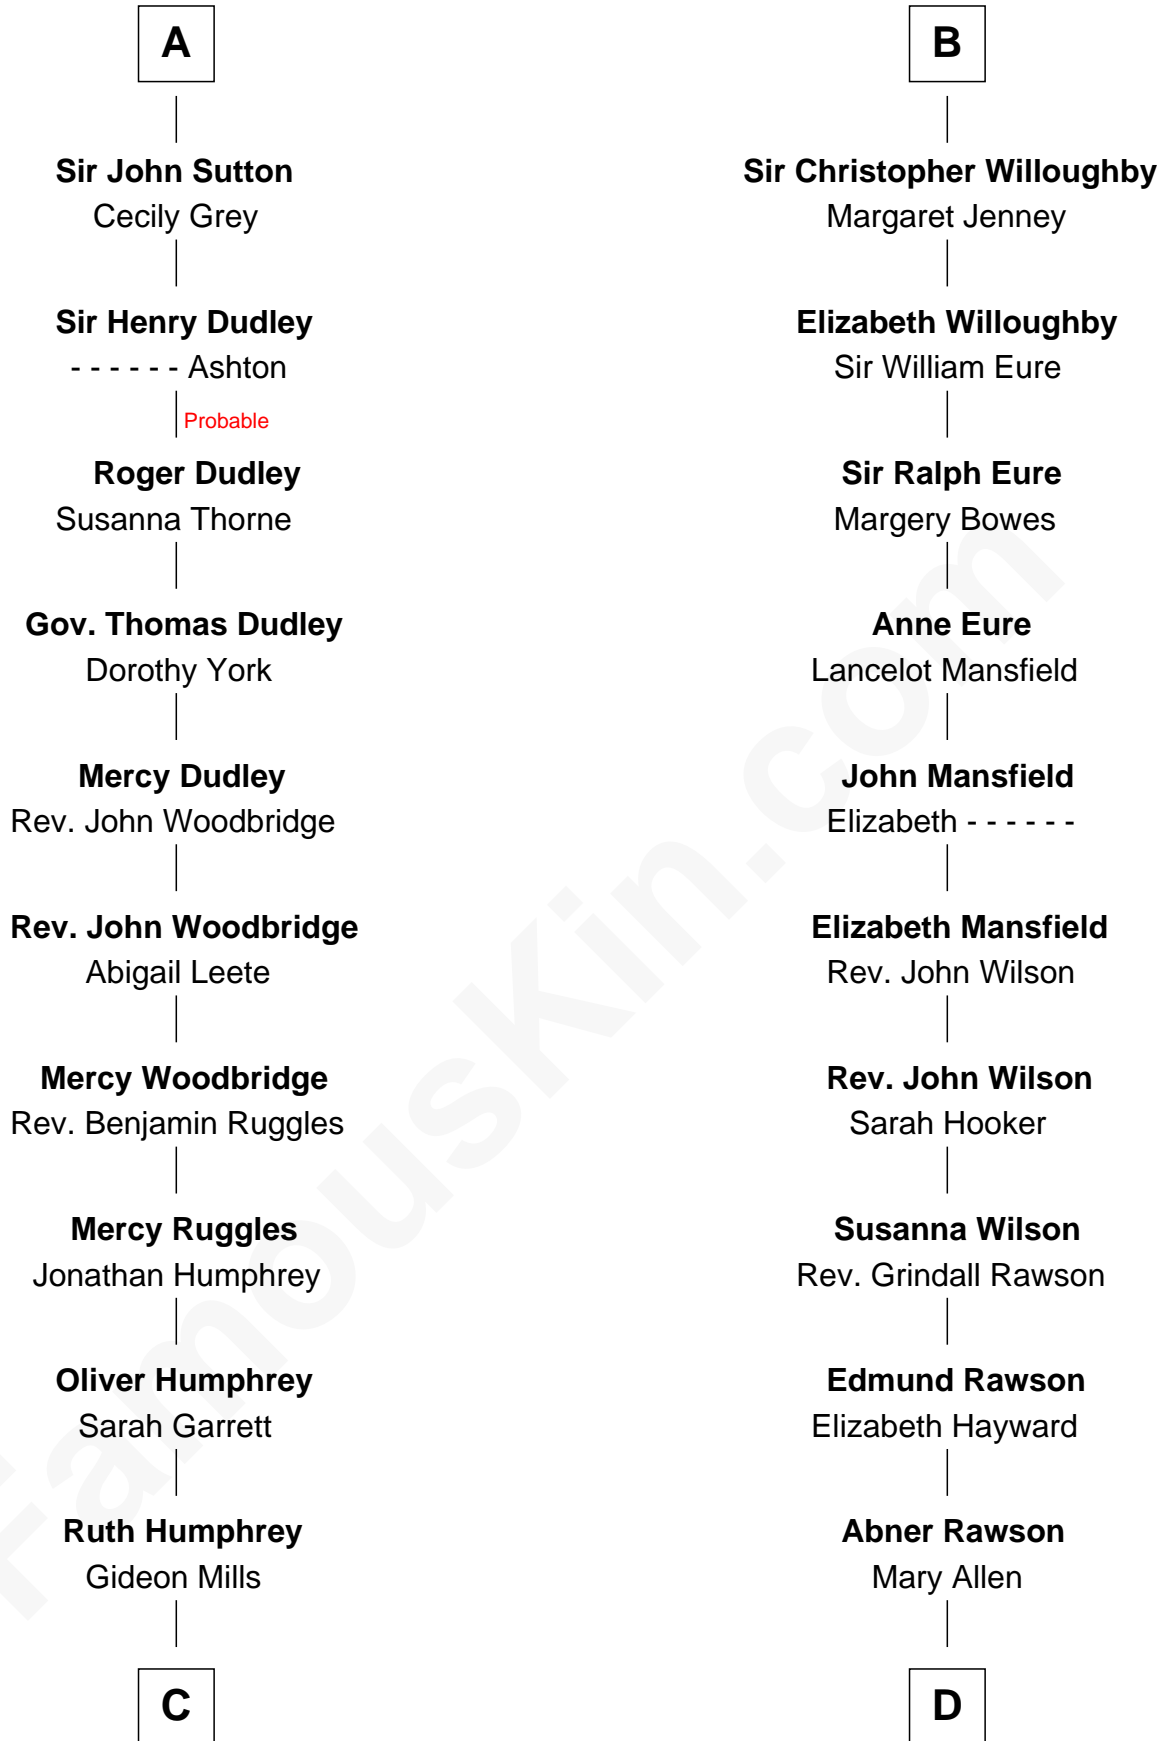 A
Sir John Sutton
Cecily Grey
Sir Henry Dudley
- - - - - - Ashton
Probable
Roger Dudley
Susanna Thorne
Gov. Thomas Dudley
Dorothy York
Mercy Dudley
Rev. John Woodbridge
Rev. John Woodbridge
Abigail Leete
Mercy Woodbridge
Rev. Benjamin Ruggles
Mercy Ruggles
Jonathan Humphrey
Oliver Humphrey
Sarah Garrett
Ruth Humphrey
Gideon Mills
C
B
Sir Christopher Willoughby
Margaret Jenney
Elizabeth Willoughby
Sir William Eure
Sir Ralph Eure
Margery Bowes
Anne Eure
Lancelot Mansfield
John Mansfield
Elizabeth - - - - - -
Elizabeth Mansfield
Rev. John Wilson
Rev. John Wilson
Sarah Hooker
Susanna Wilson
Rev. Grindall Rawson
Edmund Rawson
Elizabeth Hayward
Abner Rawson
Mary Allen
D
FamousKin.com